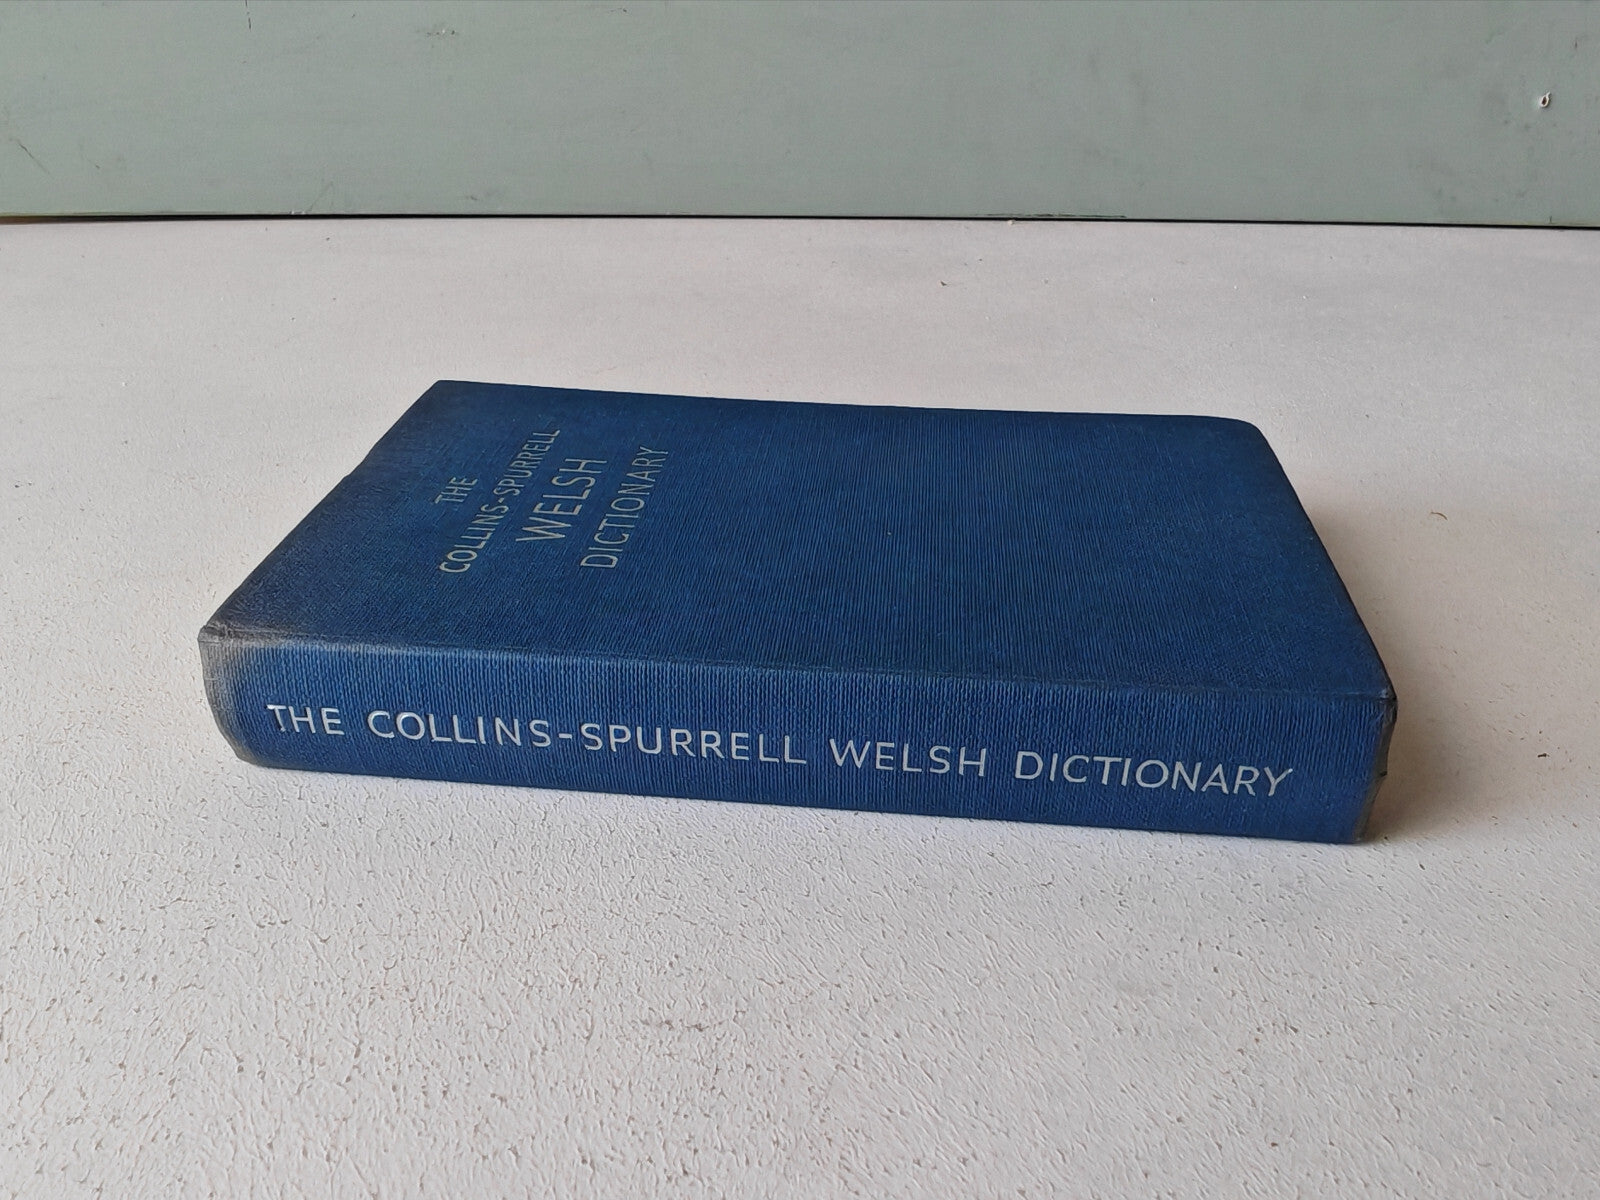 THE
COLLINS-SPURRELL
WELSH
DICTIONARY
THE COLLINS-SPURRELL WELSH DICTIONARY